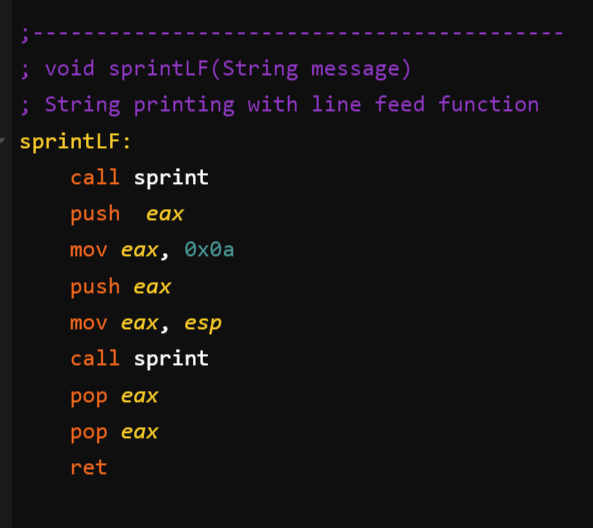 ;------------------------------------------
; void sprintLF(String message)
; String printing with line feed function
sprintLF:
    call sprint
    push  eax
    mov eax, 0x0a
    push eax
    mov eax, esp
    call sprint
    pop eax
    pop eax
    ret